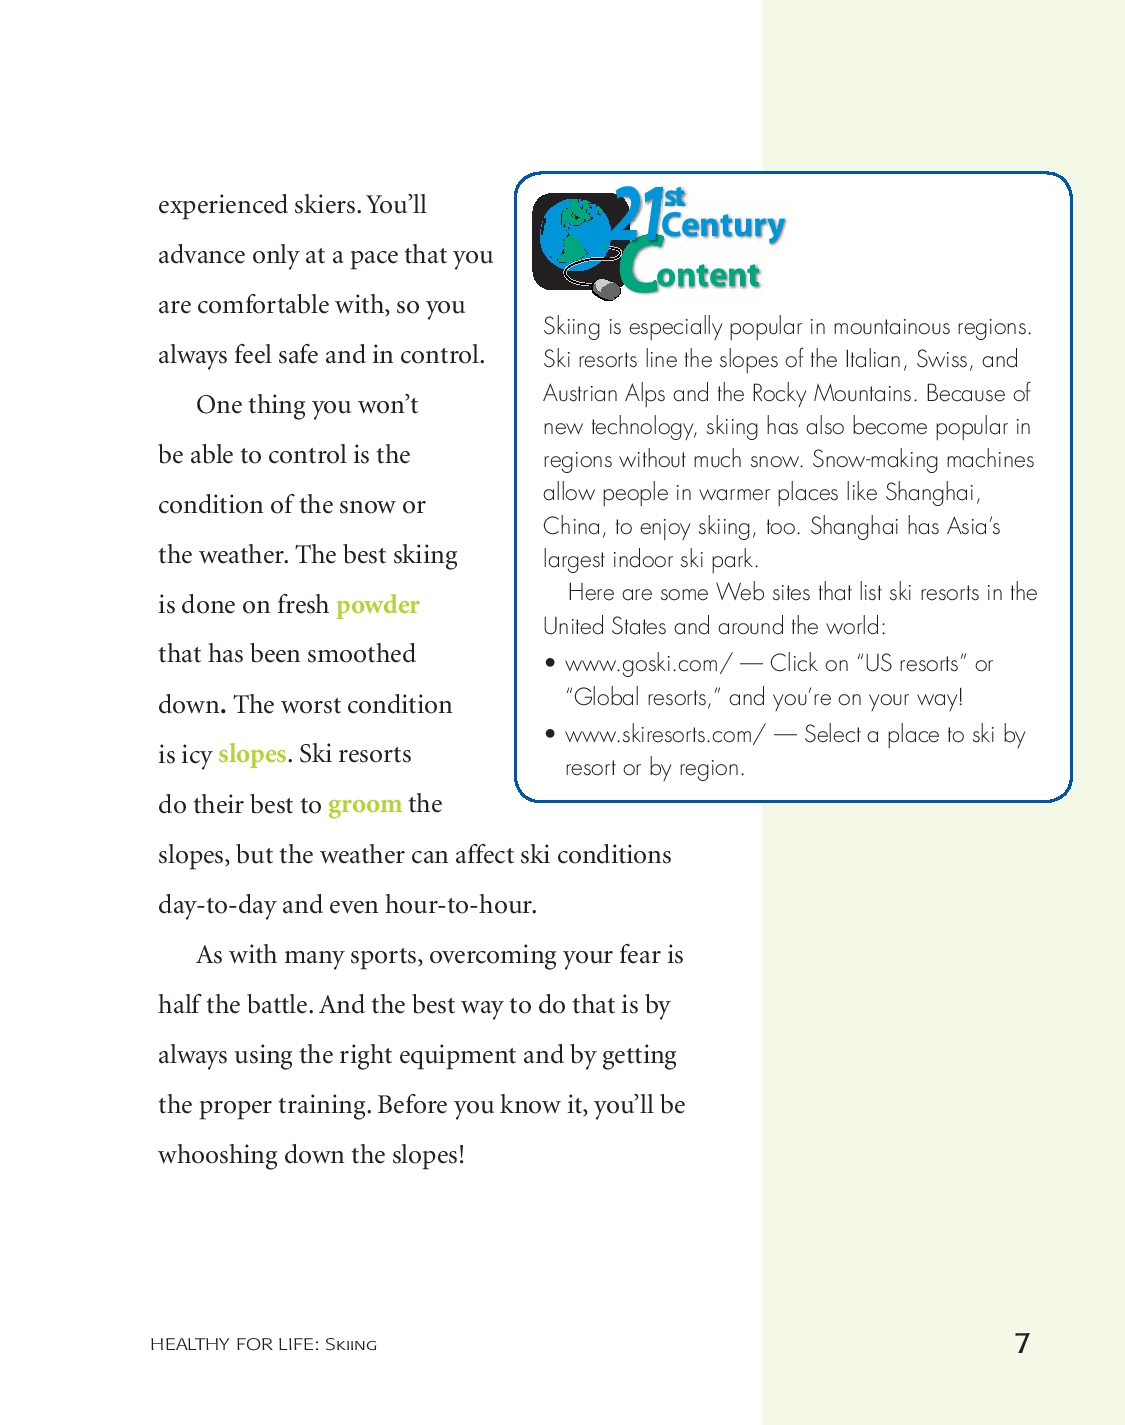 experienced skiers. You’ll
advance only at a pace that you
are comfortable with, so you
always feel safe and in control.
One thing you won’t
be able to control is the
condition of the snow or
the weather. The best skiing
is done on fresh powder
that has been smoothed
down. The worst condition
is icy slopes. Ski resorts
do their best to groom the
slopes, but the weather can affect ski conditions
day-to-day and even hour-to-hour.
As with many sports, overcoming your fear is
half the battle. And the best way to do that is by
always using the right equipment and by getting
the proper training. Before you know it, you’ll be
whooshing down the slopes!
21st
Century
Content
Skiing is especially popular in mountainous regions.
Ski resorts line the slopes of the Italian, Swiss, and
Austrian Alps and the Rocky Mountains. Because of
new technology, skiing has also become popular in
regions without much snow. Snow-making machines
allow people in warmer places like Shanghai,
China, to enjoy skiing, too. Shanghai has Asia’s
largest indoor ski park.
Here are some Web sites that list ski resorts in the
United States and around the world:
• www.goski.com/ — Click on “US resorts” or
“Global resorts,” and you’re on your way!
• www.skiresorts.com/ — Select a place to ski by
resort or by region.
HEALTHY FOR LIFE: Skiing
7